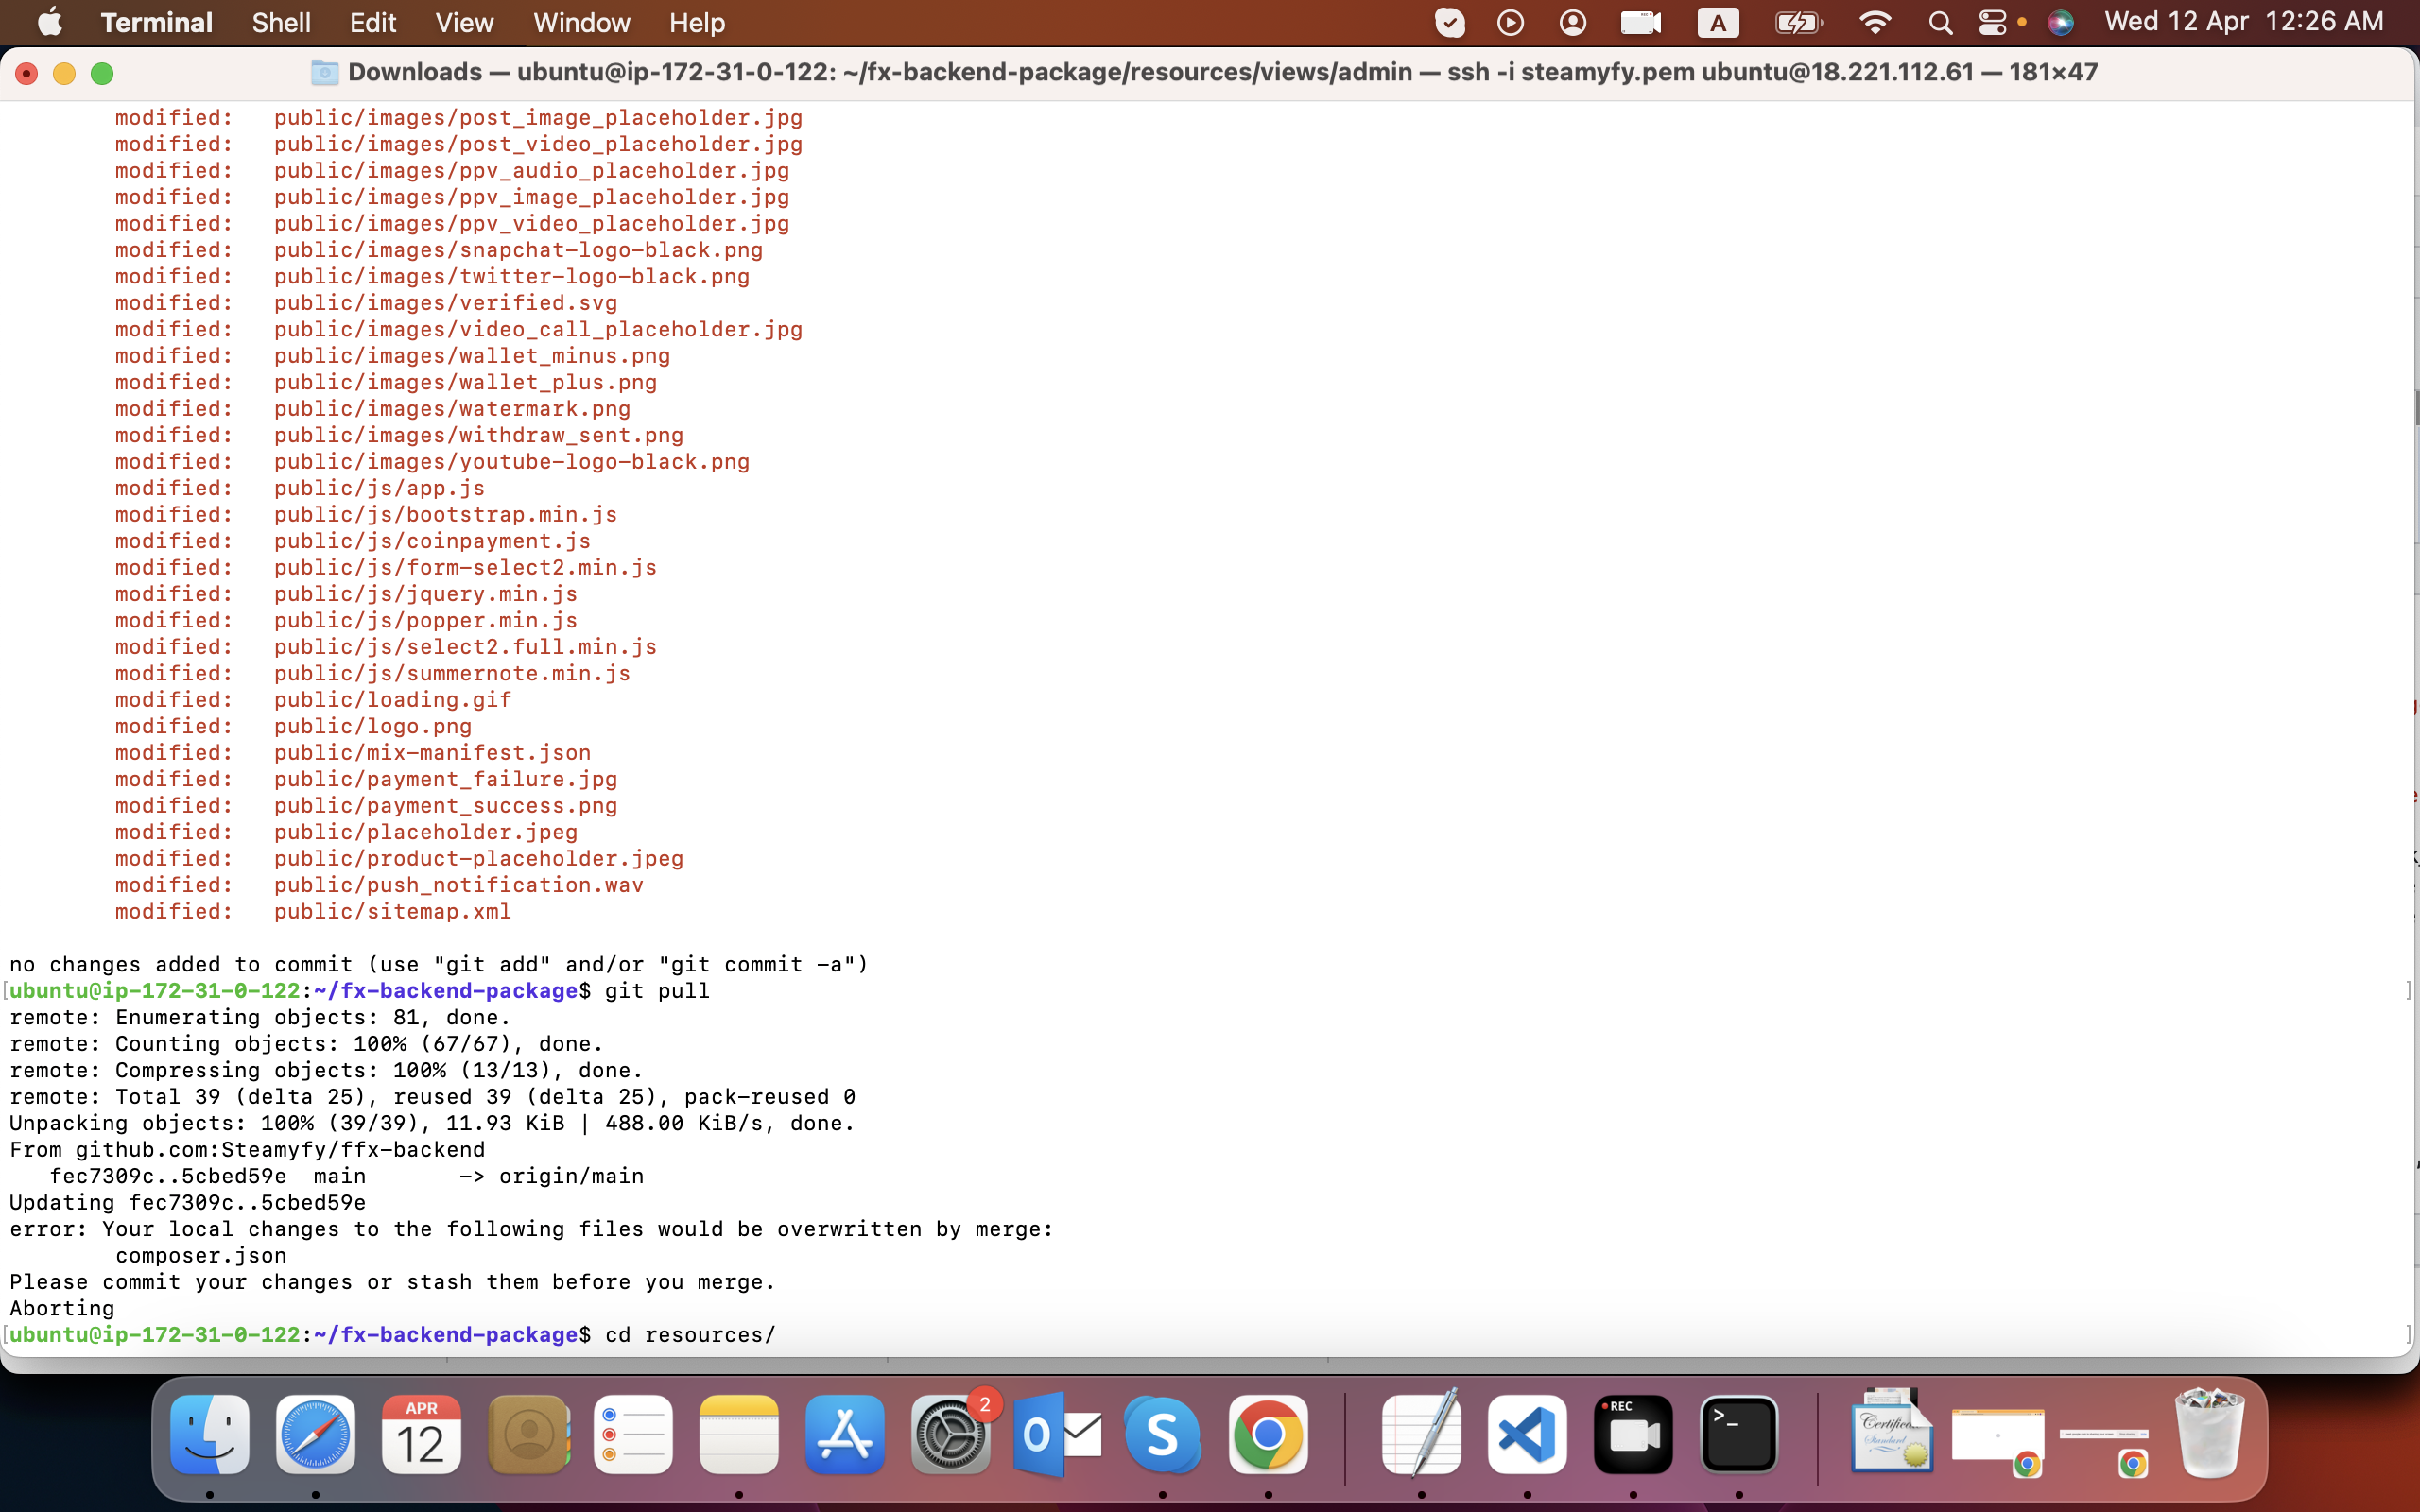 Terminal Shell Edit View Window Help A Wed 12 Apr 12:26 AM
Downloads — ubuntu@ip-172-31-0-122: ~/fx-backend-package/resources/views/admin — ssh -i steamyfy.pem ubuntu@18.221.112.61 — 181×47
modified: public/images/post_image_placeholder.jpg
modified: public/images/post_video_placeholder.jpg
modified: public/images/ppv_audio_placeholder.jpg
modified: public/images/ppv_image_placeholder.jpg
modified: public/images/ppv_video_placeholder.jpg
modified: public/images/snapchat-logo-black.png
modified: public/images/twitter-logo-black.png
modified: public/images/verified.svg
modified: public/images/video_call_placeholder.jpg
modified: public/images/wallet_minus.png
modified: public/images/wallet_plus.png
modified: public/images/watermark.png
modified: public/images/withdraw_sent.png
modified: public/images/youtube-logo-black.png
modified: public/js/app.js
modified: public/js/bootstrap.min.js
modified: public/js/coinpayment.js
modified: public/js/form-select2.min.js
modified: public/js/jquery.min.js
modified: public/js/popper.min.js
modified: public/js/select2.full.min.js
modified: public/js/summernote.min.js
modified: public/loading.gif
modified: public/logo.png
modified: public/mix-manifest.json
modified: public/payment_failure.jpg
modified: public/payment_success.png
modified: public/placeholder.jpeg
modified: public/product-placeholder.jpeg
modified: public/push_notification.wav
modified: public/sitemap.xml
no changes added to commit (use "git add" and/or "git commit -a")
[ubuntu@ip-172-31-0-122:~/fx-backend-package$ git pull ]
remote: Enumerating objects: 81, done.
remote: Counting objects: 100% (67/67), done.
remote: Compressing objects: 100% (13/13), done.
remote: Total 39 (delta 25), reused 39 (delta 25), pack-reused 0
Unpacking objects: 100% (39/39), 11.93 KiB | 488.00 KiB/s, done.
From github.com:Steamyfy/ffx-backend
fec7309c..5cbed59e main -> origin/main
Updating fec7309c..5cbed59e
error: Your local changes to the following files would be overwritten by merge:
composer.json
Please commit your changes or stash them before you merge.
Aborting
[ubuntu@ip-172-31-0-122:~/fx-backend-package$ cd resources/ ]
APR
12
2
REC
>_